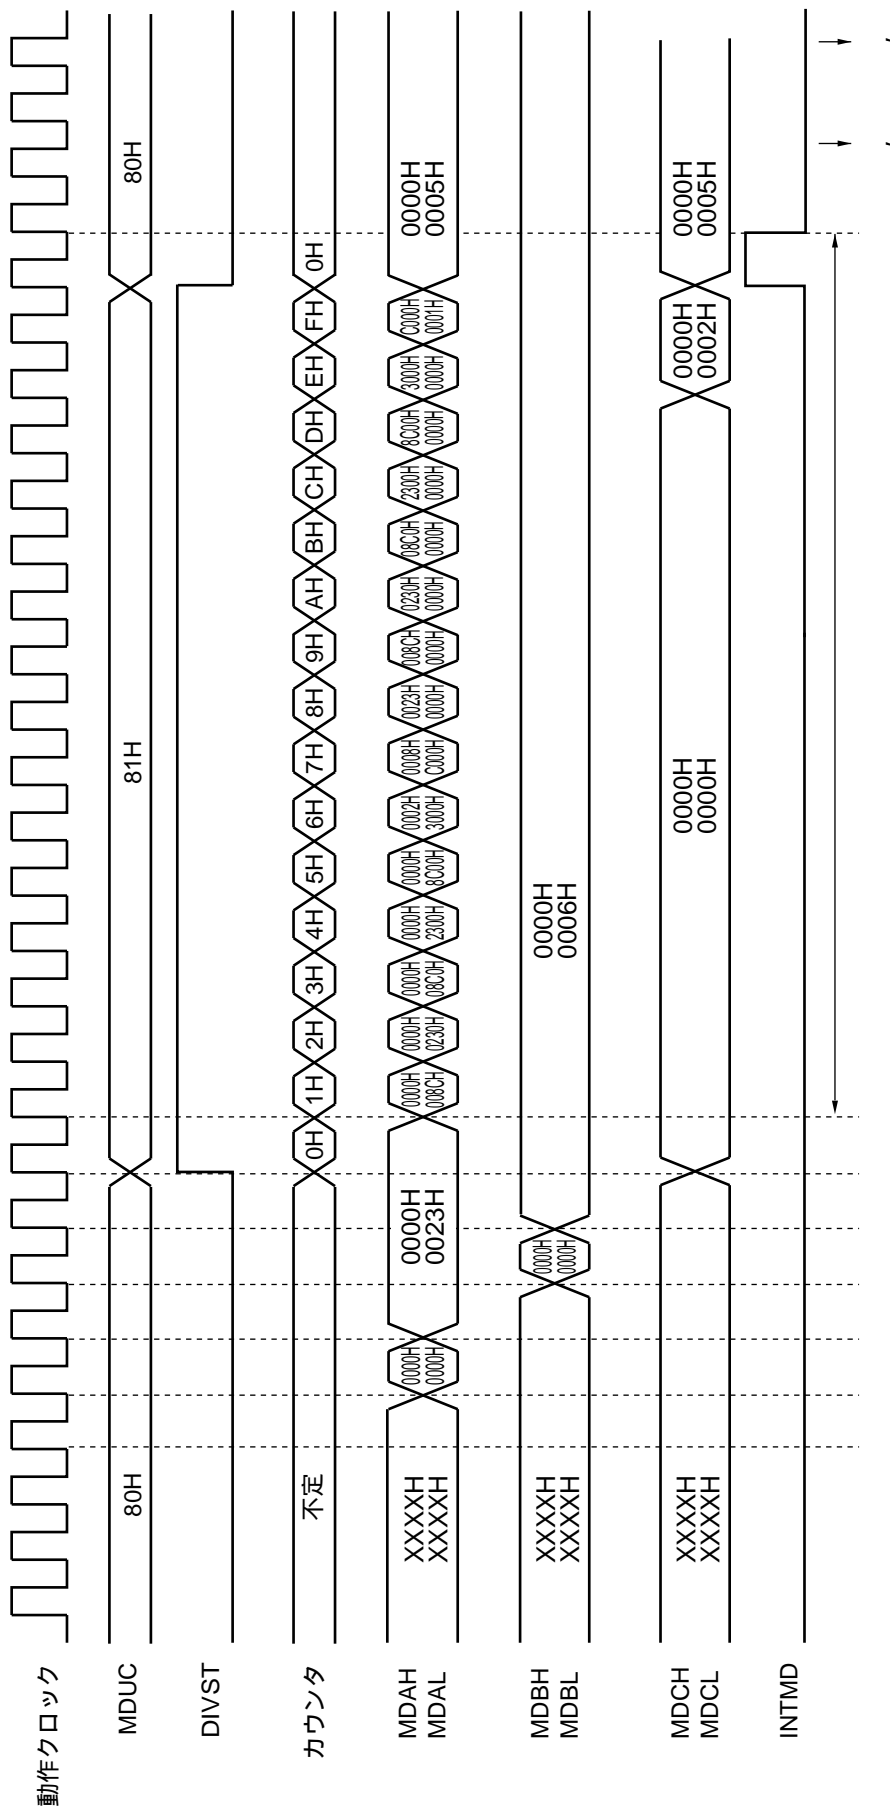 動作クロック
MDUC
80H
81H
80H
DIVST
カウンタ
不定
0H
1H
2H
3H
4H
5H
6H
7H
8H
9H
AH
BH
CH
DH
EH
FH
0H
MDAH
MDAL
XXXXH
XXXXH
0000H
0000H
0000H
0023H
0000H
008CH
0000H
0230H
0000H
08C0H
0000H
2300H
0000H
8C00H
0002H
3000H
0008H
C000H
0023H
0000H
008CH
0000H
0230H
0000H
08C0H
0000H
2300H
0000H
8C00H
0000H
3000H
0000H
C000H
0001H
0000H
0005H
MDBH
MDBL
XXXXH
XXXXH
0000H
0000H
0000H
0006H
MDCH
MDCL
XXXXH
XXXXH
0000H
0000H
0000H
0002H
0000H
0005H
INTMD